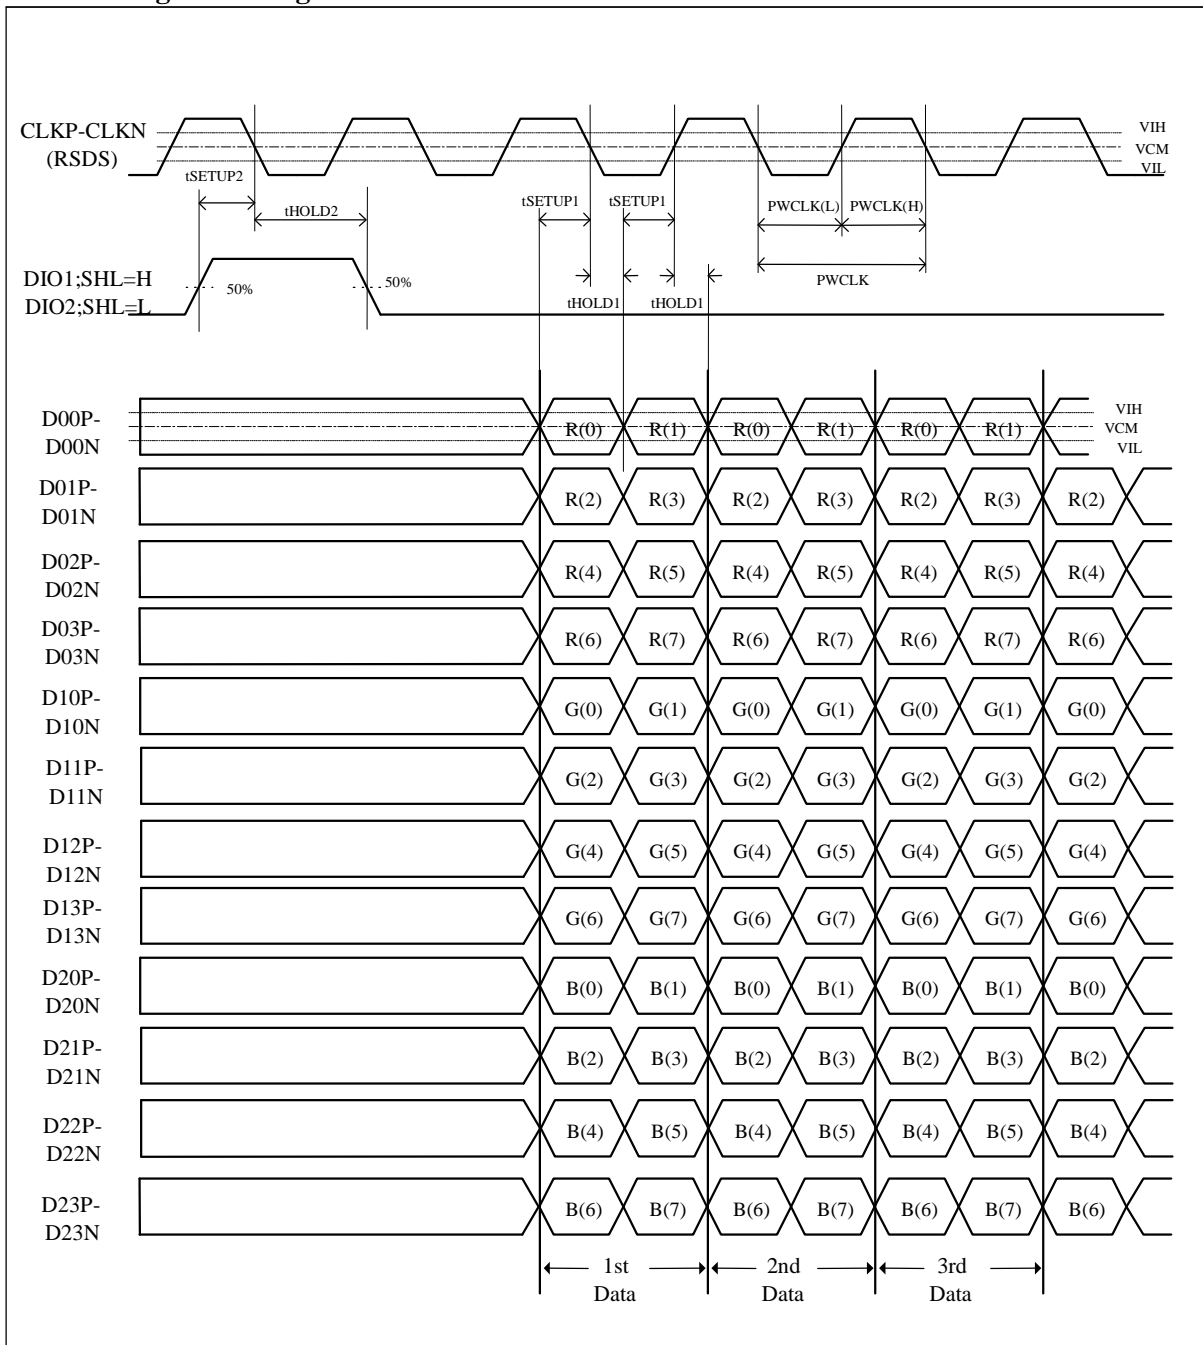 CLKP-CLKN
(RSDS)
VIH
VCM
VIL
tSETUP2
tHOLD2
tSETUP1
tSETUP1
PWCLK(L)
PWCLK(H)
PWCLK
tHOLD1
tHOLD1
DIO1;SHL=H
DIO2;SHL=L
50%
50%
D00P-
D00N
R(0) R(1) R(0) R(1) R(0) R(1)
VIH
VCM
VIL
D01P-
D01N
R(2) R(3) R(2) R(3) R(2) R(3) R(2)
D02P-
D02N
R(4) R(5) R(4) R(5) R(4) R(5) R(4)
D03P-
D03N
R(6) R(7) R(6) R(7) R(6) R(7) R(6)
D10P-
D10N
G(0) G(1) G(0) G(1) G(0) G(1) G(0)
D11P-
D11N
G(2) G(3) G(2) G(3) G(2) G(3) G(2)
D12P-
D12N
G(4) G(5) G(4) G(5) G(4) G(5) G(4)
D13P-
D13N
G(6) G(7) G(6) G(7) G(6) G(7) G(6)
D20P-
D20N
B(0) B(1) B(0) B(1) B(0) B(1) B(0)
D21P-
D21N
B(2) B(3) B(2) B(3) B(2) B(3) B(2)
D22P-
D22N
B(4) B(5) B(4) B(5) B(4) B(5) B(4)
D23P-
D23N
B(6) B(7) B(6) B(7) B(6) B(7) B(6)
1st
Data
2nd
Data
3rd
Data